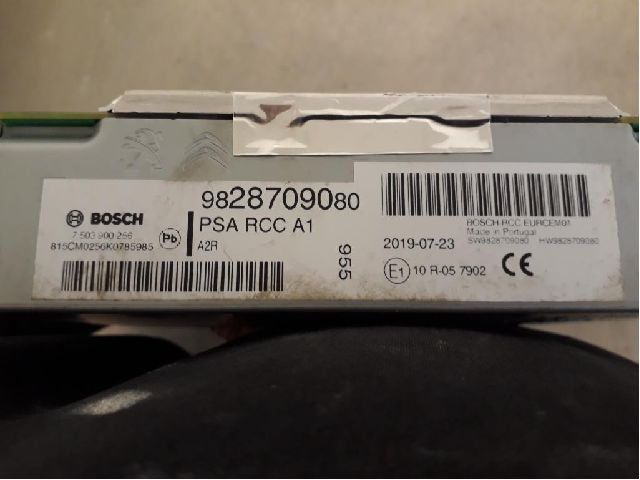 BOSCH
7 503 900 256
815CM0256K0785985
Pb
9828709080
PSA RCC A1
A2R
955
BOSCH-RCC-EURCEM01
Made in Portugal
SW9828709080 HW9828709080
2019-07-23
E1 10 R-05 7902 CE